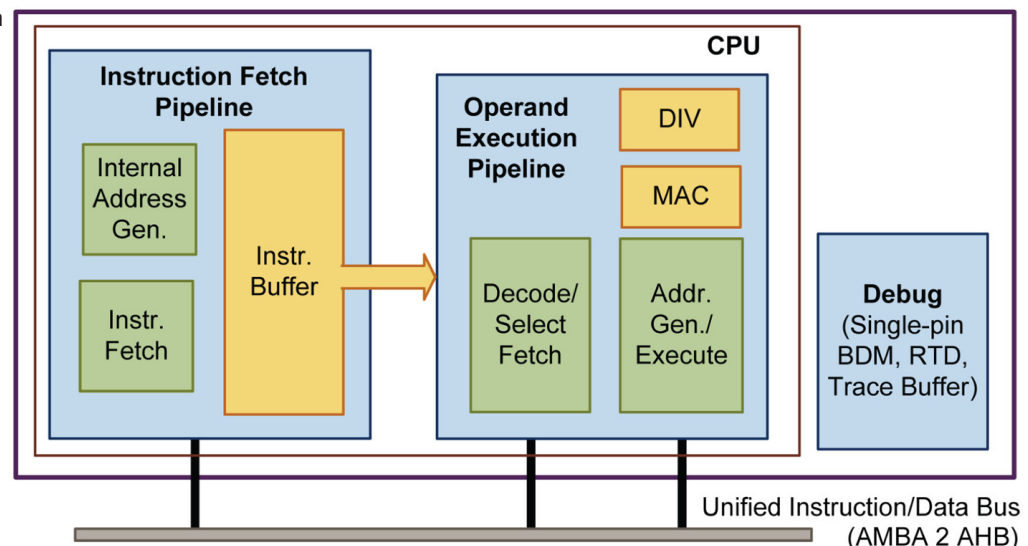 CPU
Instruction Fetch
Pipeline
Internal
Address
Gen.
Instr.
Fetch
Instr.
Buffer
Operand
Execution
Pipeline
DIV
MAC
Decode/
Select
Fetch
Addr.
Gen./
Execute
Debug
(Single-pin
BDM, RTD,
Trace Buffer)
Unified Instruction/Data Bus
(AMBA 2 AHB)